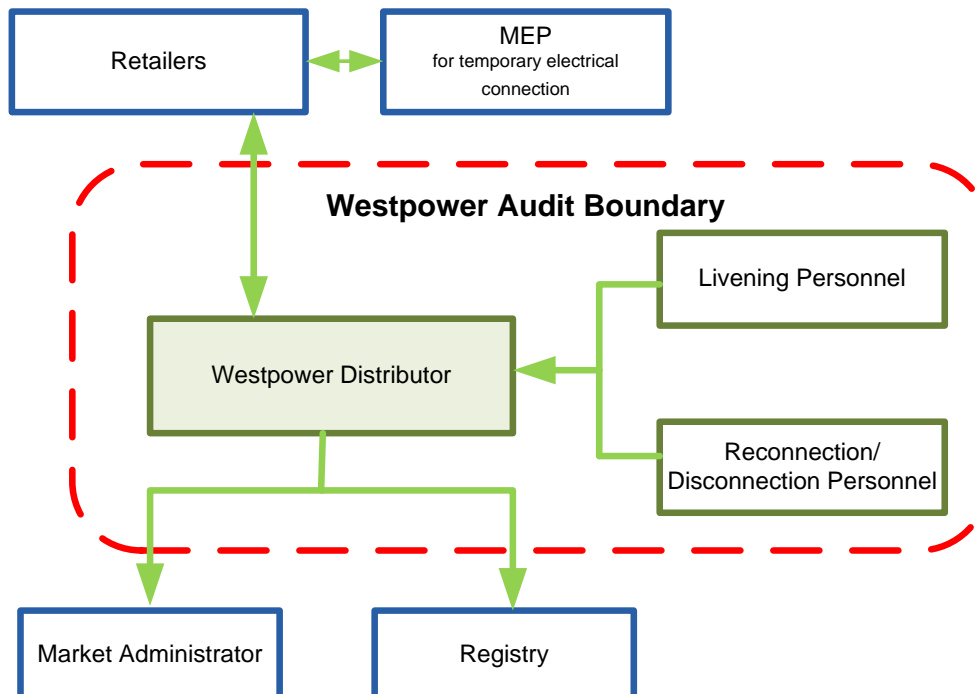 Retailers
MEP
for temporary electrical
connection
Westpower Audit Boundary
Livening Personnel
Westpower Distributor
Reconnection/
Disconnection Personnel
Market Administrator
Registry